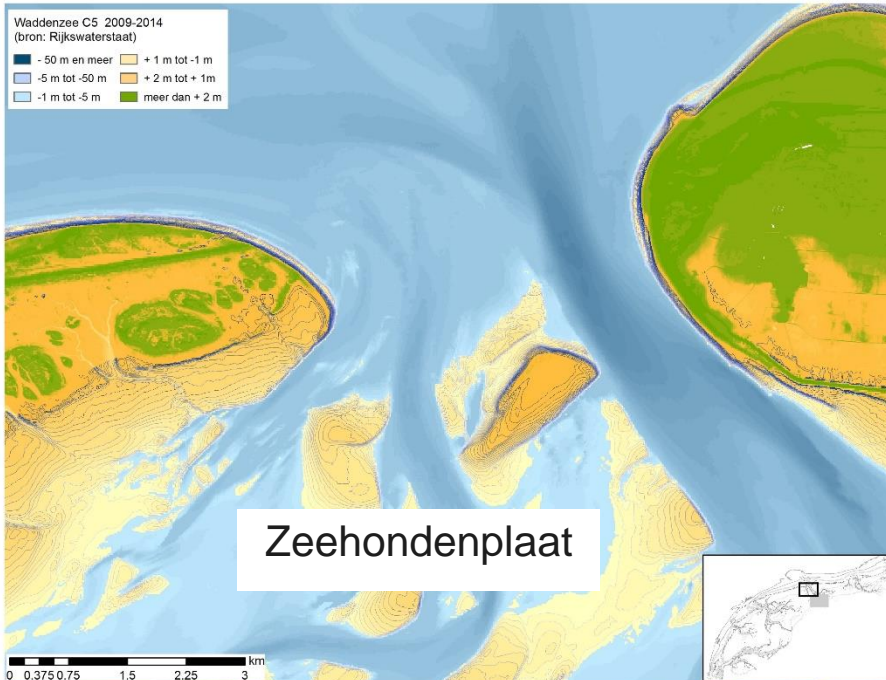 Waddenzee C5 2009-2014
(bron: Rijkswaterstaat)
- 50 m en meer
+ 1 m tot -1 m
-5 m tot -50 m
+ 2 m tot + 1m
-1 m tot -5 m
meer dan + 2 m
Zeehondenplaat
km
0 0.375 0.75 1.5 2.25 3